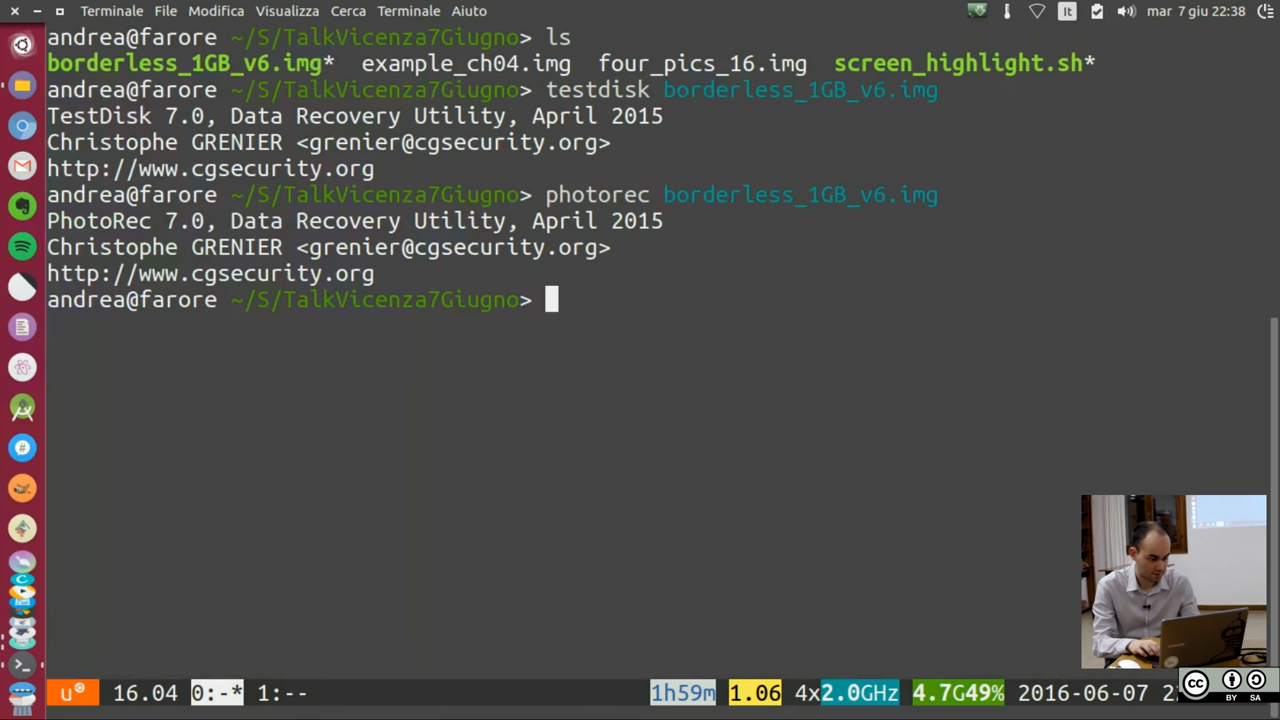 Terminale File Modifica Visualizza Cerca Terminale Aiuto It mar 7 giu 22:38
andrea@farore ~/S/TalkVicenza7Giugno> ls
borderless_1GB_v6.img* example_ch04.img four_pics_16.img screen_highlight.sh*
andrea@farore ~/S/TalkVicenza7Giugno> testdisk borderless_1GB_v6.img
TestDisk 7.0, Data Recovery Utility, April 2015
Christophe GRENIER <grenier@cgsecurity.org>
http://www.cgsecurity.org
andrea@farore ~/S/TalkVicenza7Giugno> photorec borderless_1GB_v6.img
PhotoRec 7.0, Data Recovery Utility, April 2015
Christophe GRENIER <grenier@cgsecurity.org>
http://www.cgsecurity.org
andrea@farore ~/S/TalkVicenza7Giugno>
u 16.04 0:-* 1:-- 1h59m 1.06 4x2.0GHz 4.7G49% 2016-06-07
cc BY SA